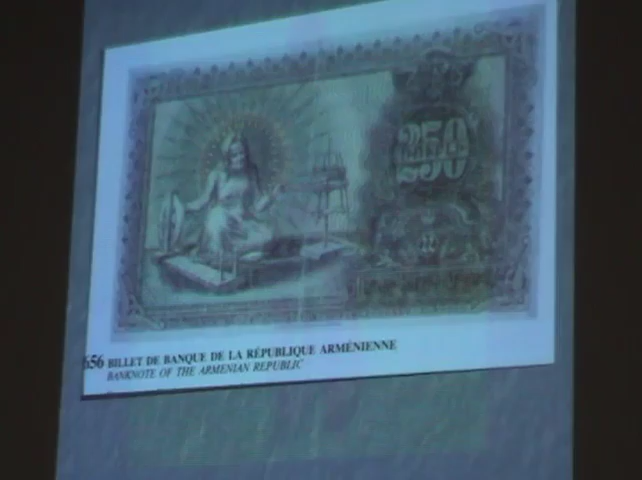 250
656 BILLET DE BANQUE DE LA RÉPUBLIQUE ARMÉNIENNE
BANKNOTE OF THE ARMENIAN REPUBLIC